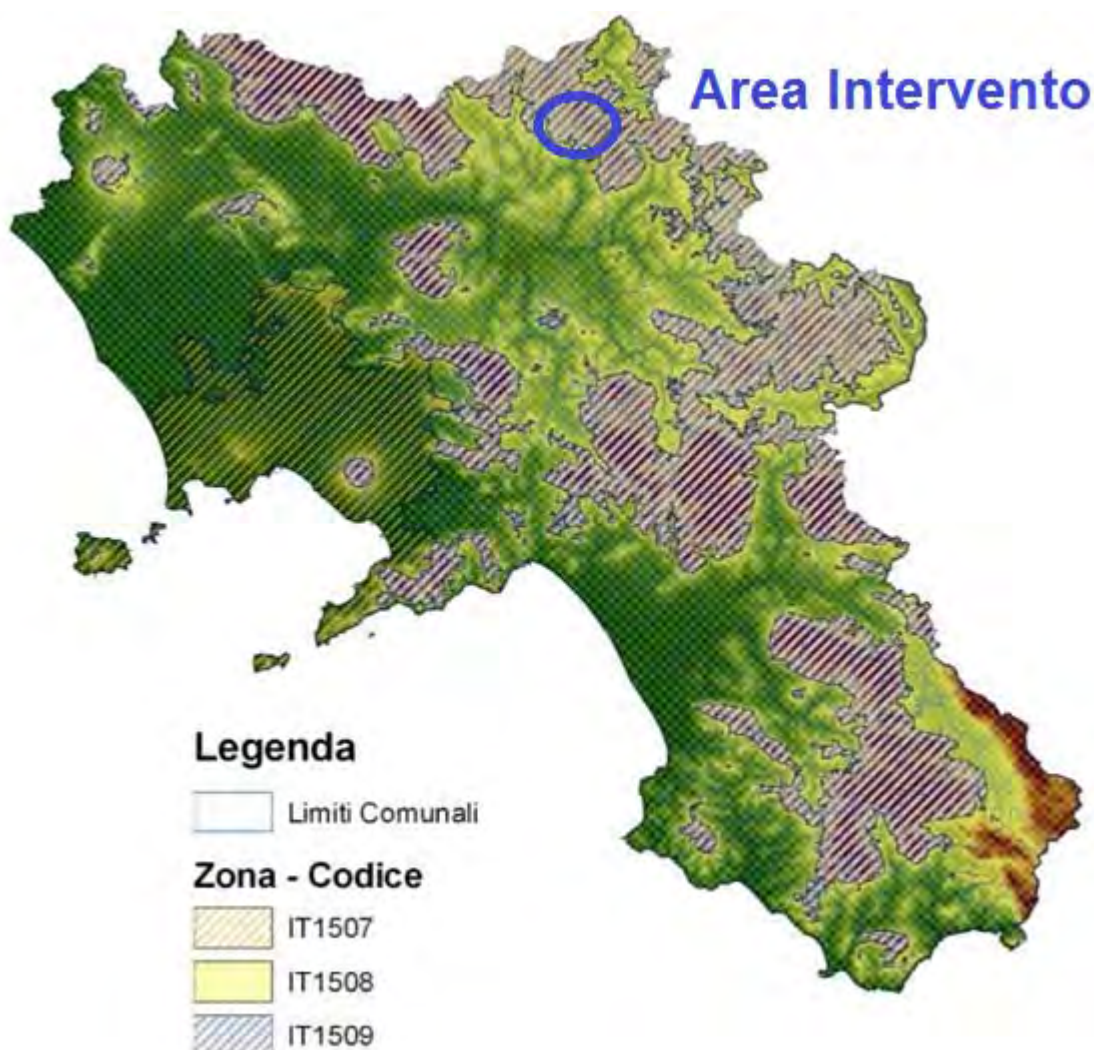 Area Intervento
Legenda
Limiti Comunali
Zona - Codice
IT1507
IT1508
IT1509